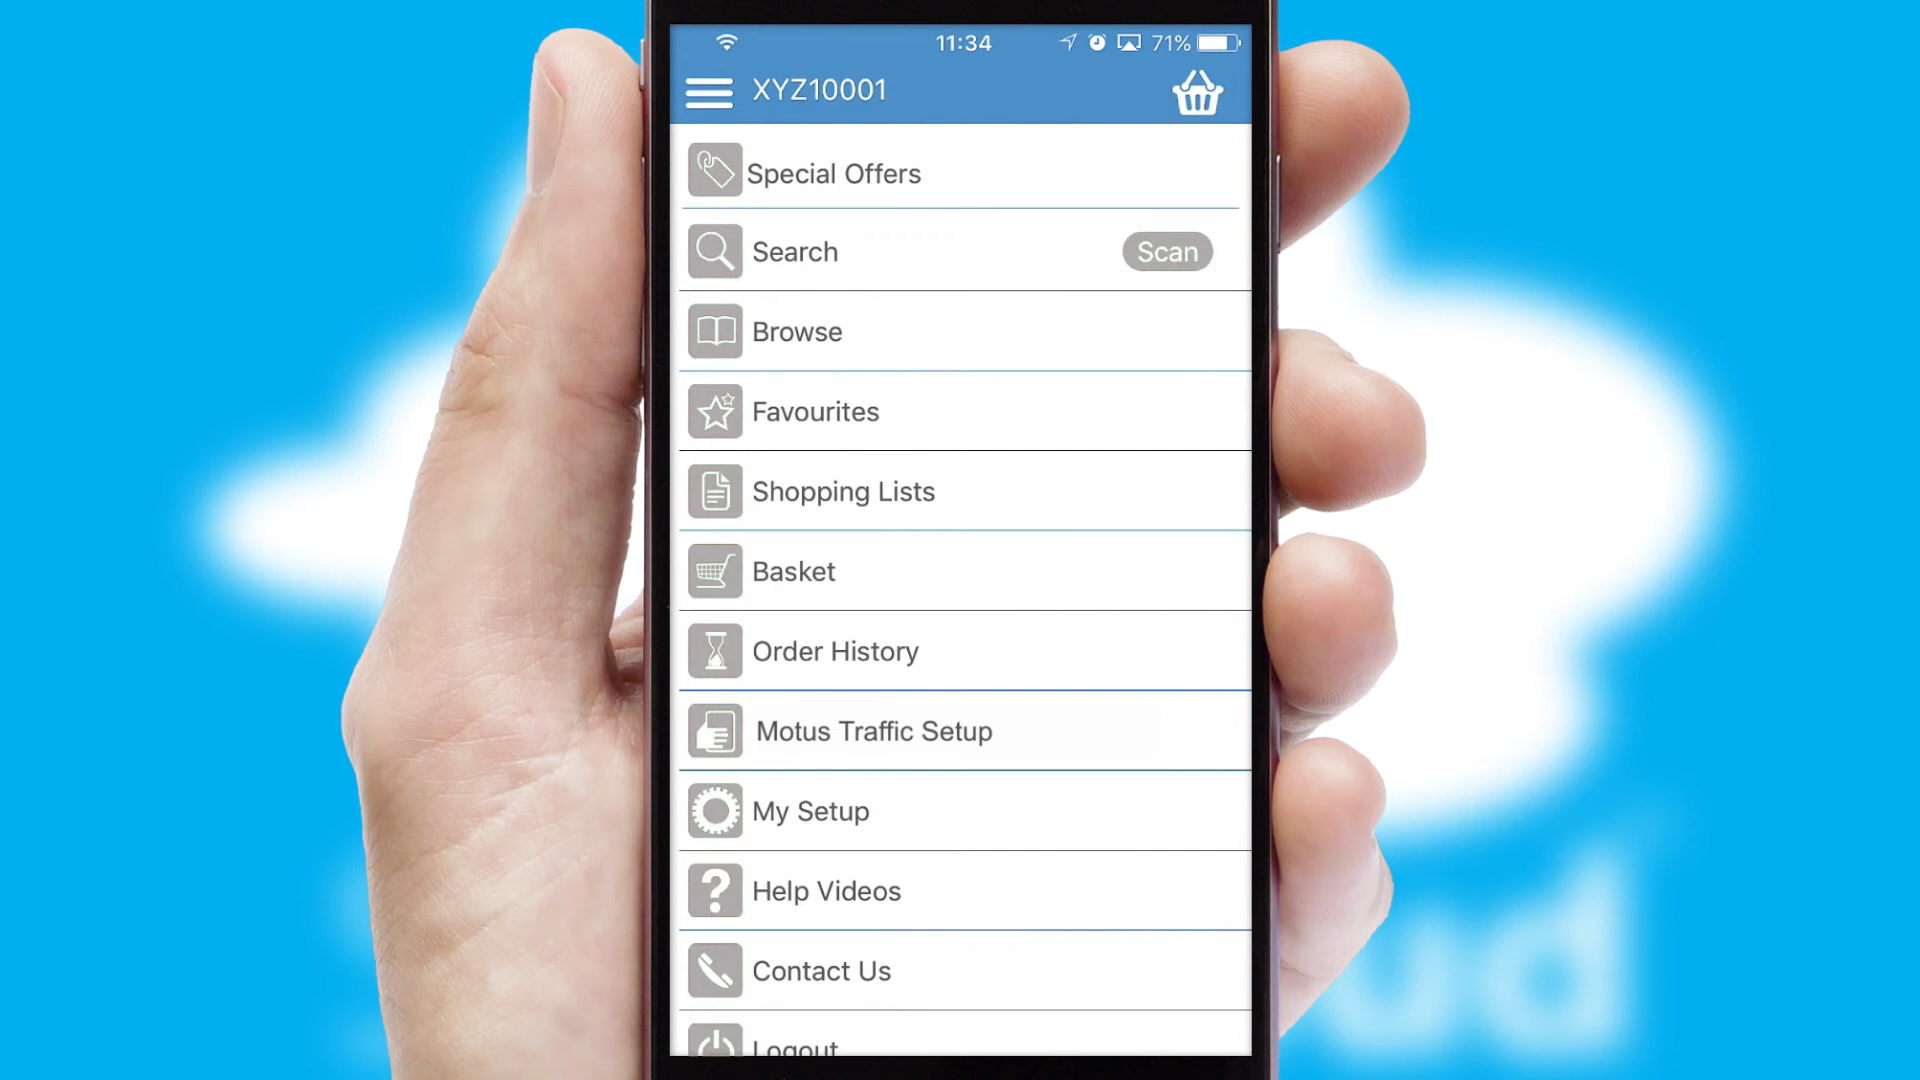 11:34
71%
XYZ10001
Special Offers
Search
Scan
Browse
Favourites
Shopping Lists
Basket
Order History
Motus Traffic Setup
My Setup
Help Videos
Contact Us
Logout
ud